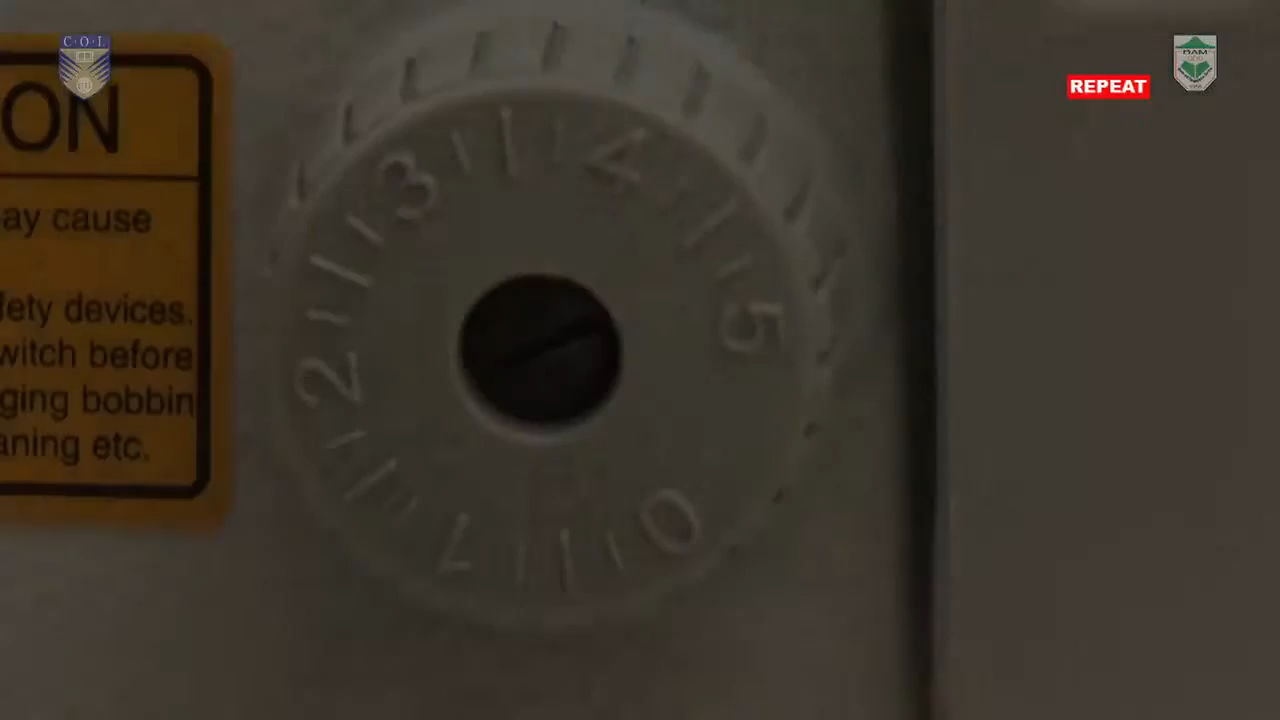 C·O·L
REPEAT
ON
ay cause
fety devices.
witch before
ging bobbin
aning etc.
3
4
5
2
1
0